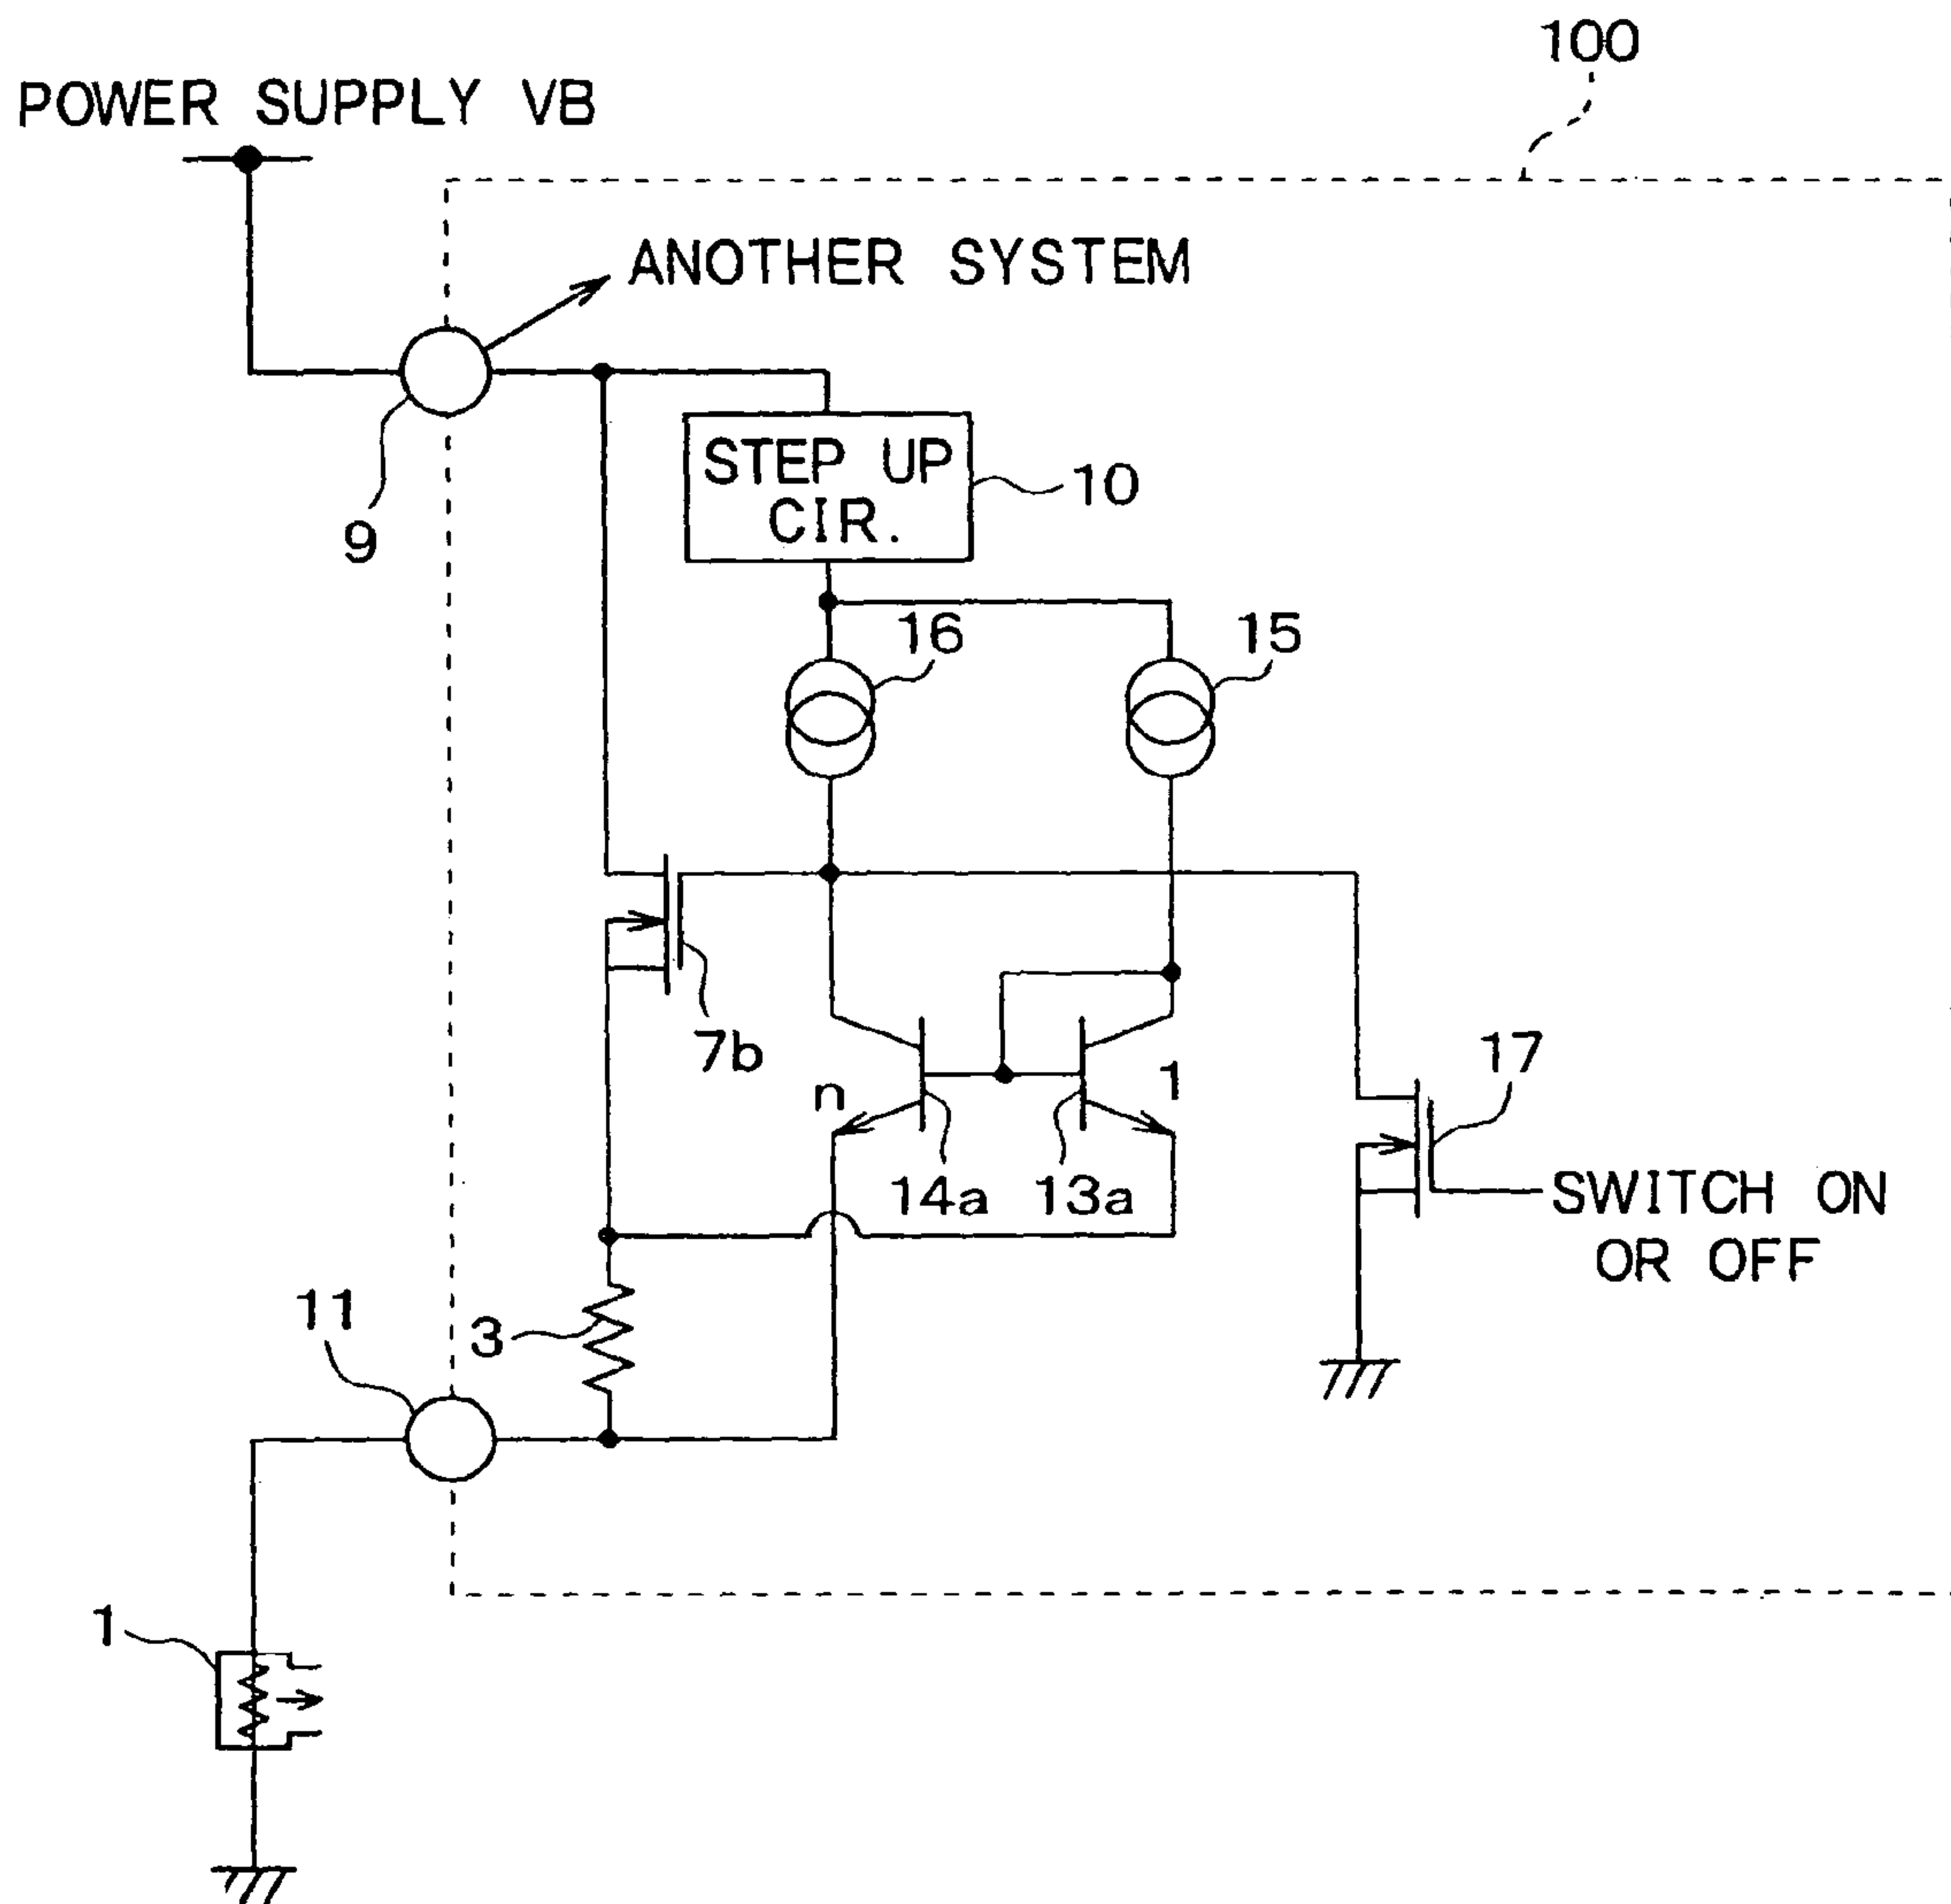 100
POWER SUPPLY VB
ANOTHER SYSTEM
9
STEP UP
CIR.
10
16
15
7b
n
1
17
14a
13a
SWITCH ON
OR OFF
11
3
1